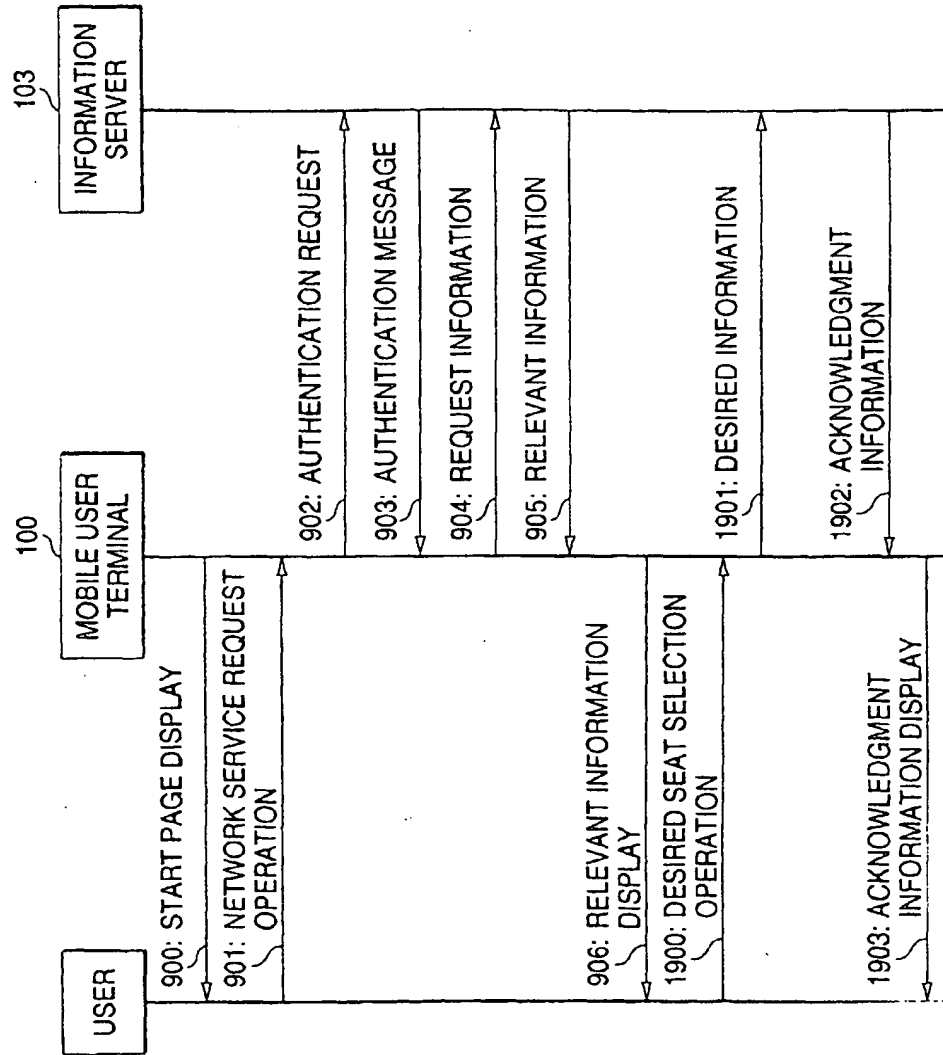 USER
100
MOBILE USER
TERMINAL
103
INFORMATION
SERVER
900: START PAGE DISPLAY
901: NETWORK SERVICE REQUEST
OPERATION
902: AUTHENTICATION REQUEST
903: AUTHENTICATION MESSAGE
904: REQUEST INFORMATION
905: RELEVANT INFORMATION
906: RELEVANT INFORMATION
DISPLAY
1900: DESIRED SEAT SELECTION
OPERATION
1901: DESIRED INFORMATION
1902: ACKNOWLEDGMENT
INFORMATION
1903: ACKNOWLEDGMENT
INFORMATION DISPLAY